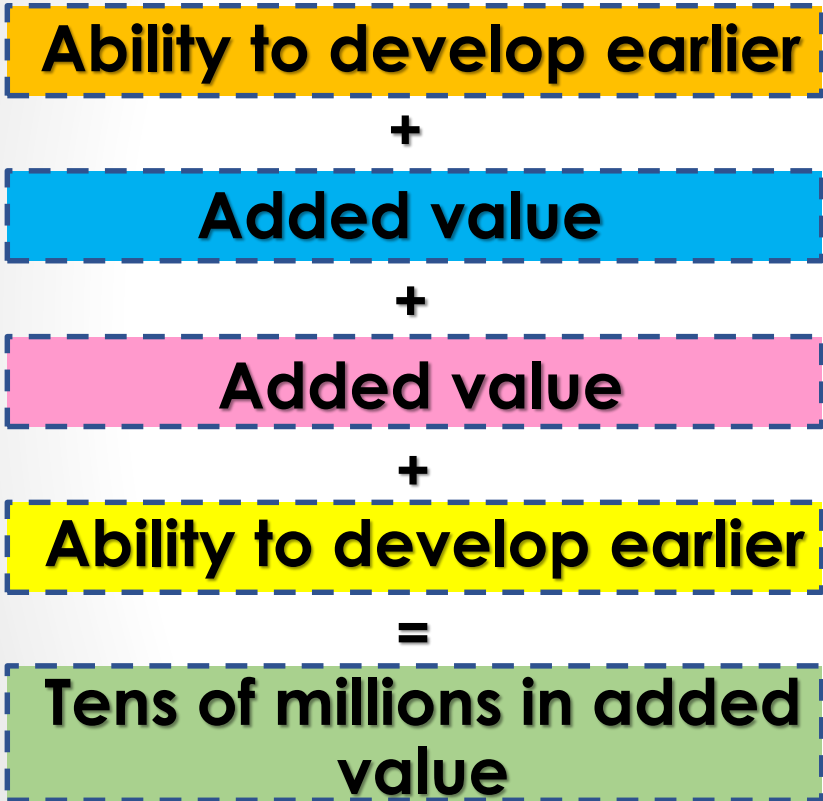 Ability to develop earlier
+
Added value
+
Added value
+
Ability to develop earlier
=
Tens of millions in added
value